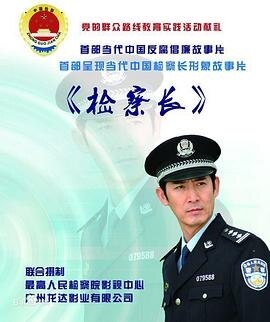 党的群众路线教育实践活动献礼
首部当代中国反腐倡廉故事片
首部呈现当代中国检察长形象故事片
《检察长》
079588
079588
联合摄制
最高人民检察院影视中心
广州龙达影业有限公司